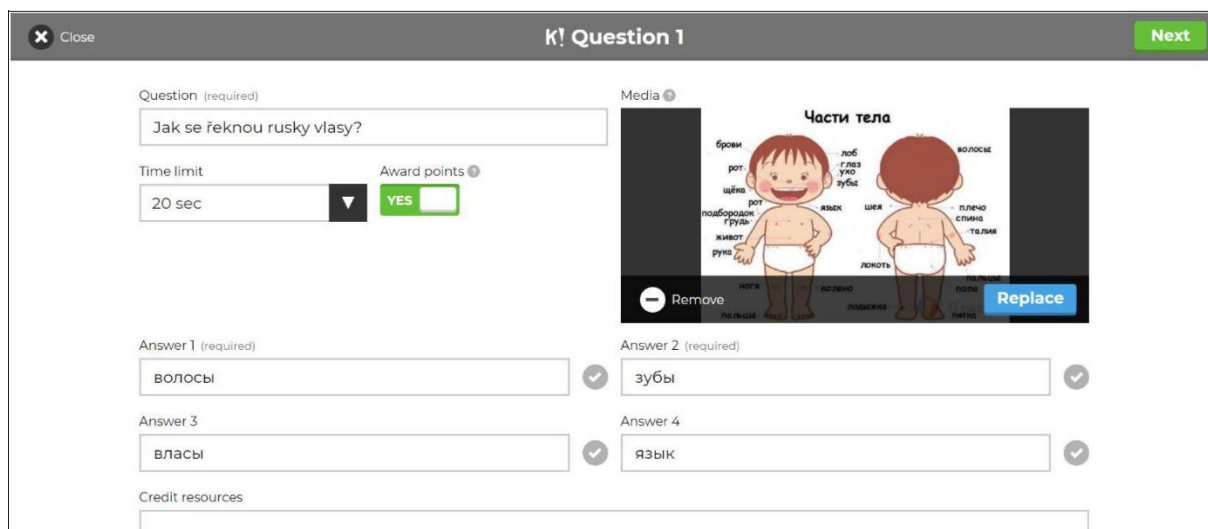 Close
K! Question 1
Next
Question (required)
Jak se řeknou rusky vlasy?
Time limit
20 sec
Award points
YES
Media
Части тела
брови
рот
щёка
рот
подбородок
грудь
живот
рука
нога
пальцы
лоб
глаз
ухо
зубы
язык
колено
волосы
шея
плечо
спина
талия
локоть
лодыжка
пальцы
попа
пятка
Remove
Replace
Answer 1 (required)
волосы
Answer 2 (required)
зубы
Answer 3
власы
Answer 4
язык
Credit resources